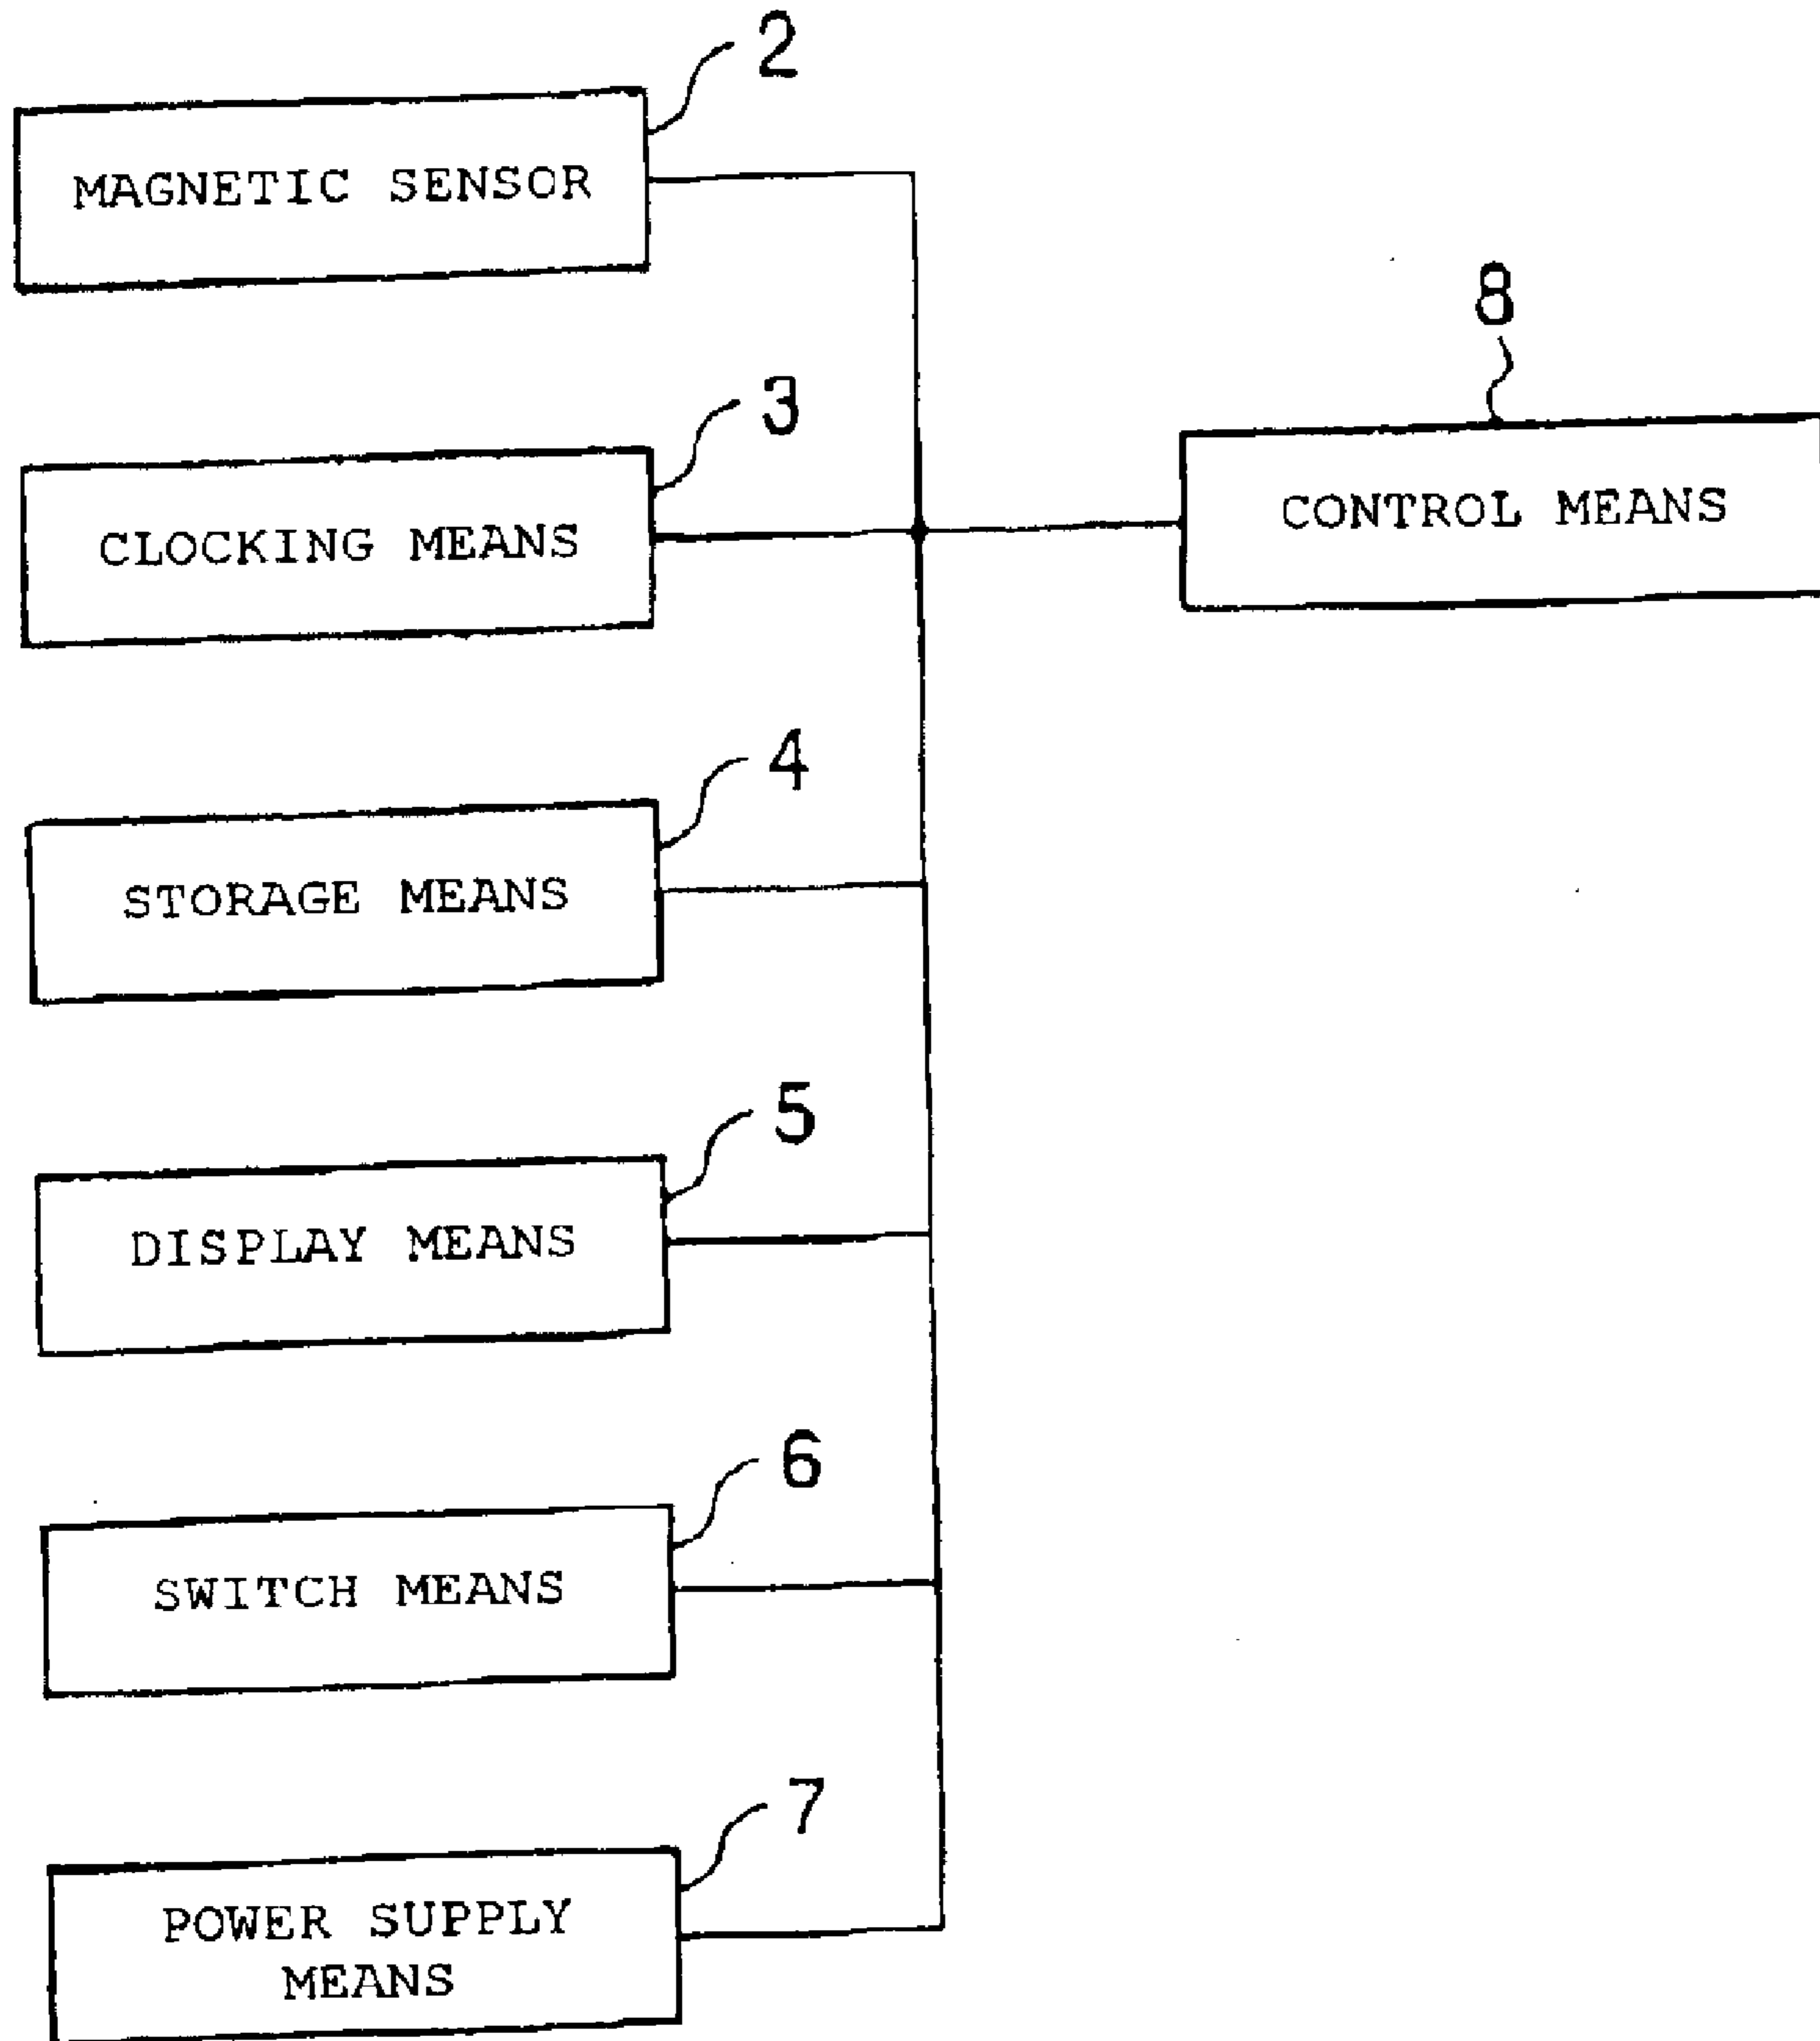 2
MAGNETIC SENSOR
8
3
CONTROL MEANS
CLOCKING MEANS
4
STORAGE MEANS
5
DISPLAY MEANS
6
SWITCH MEANS
7
POWER SUPPLY
MEANS